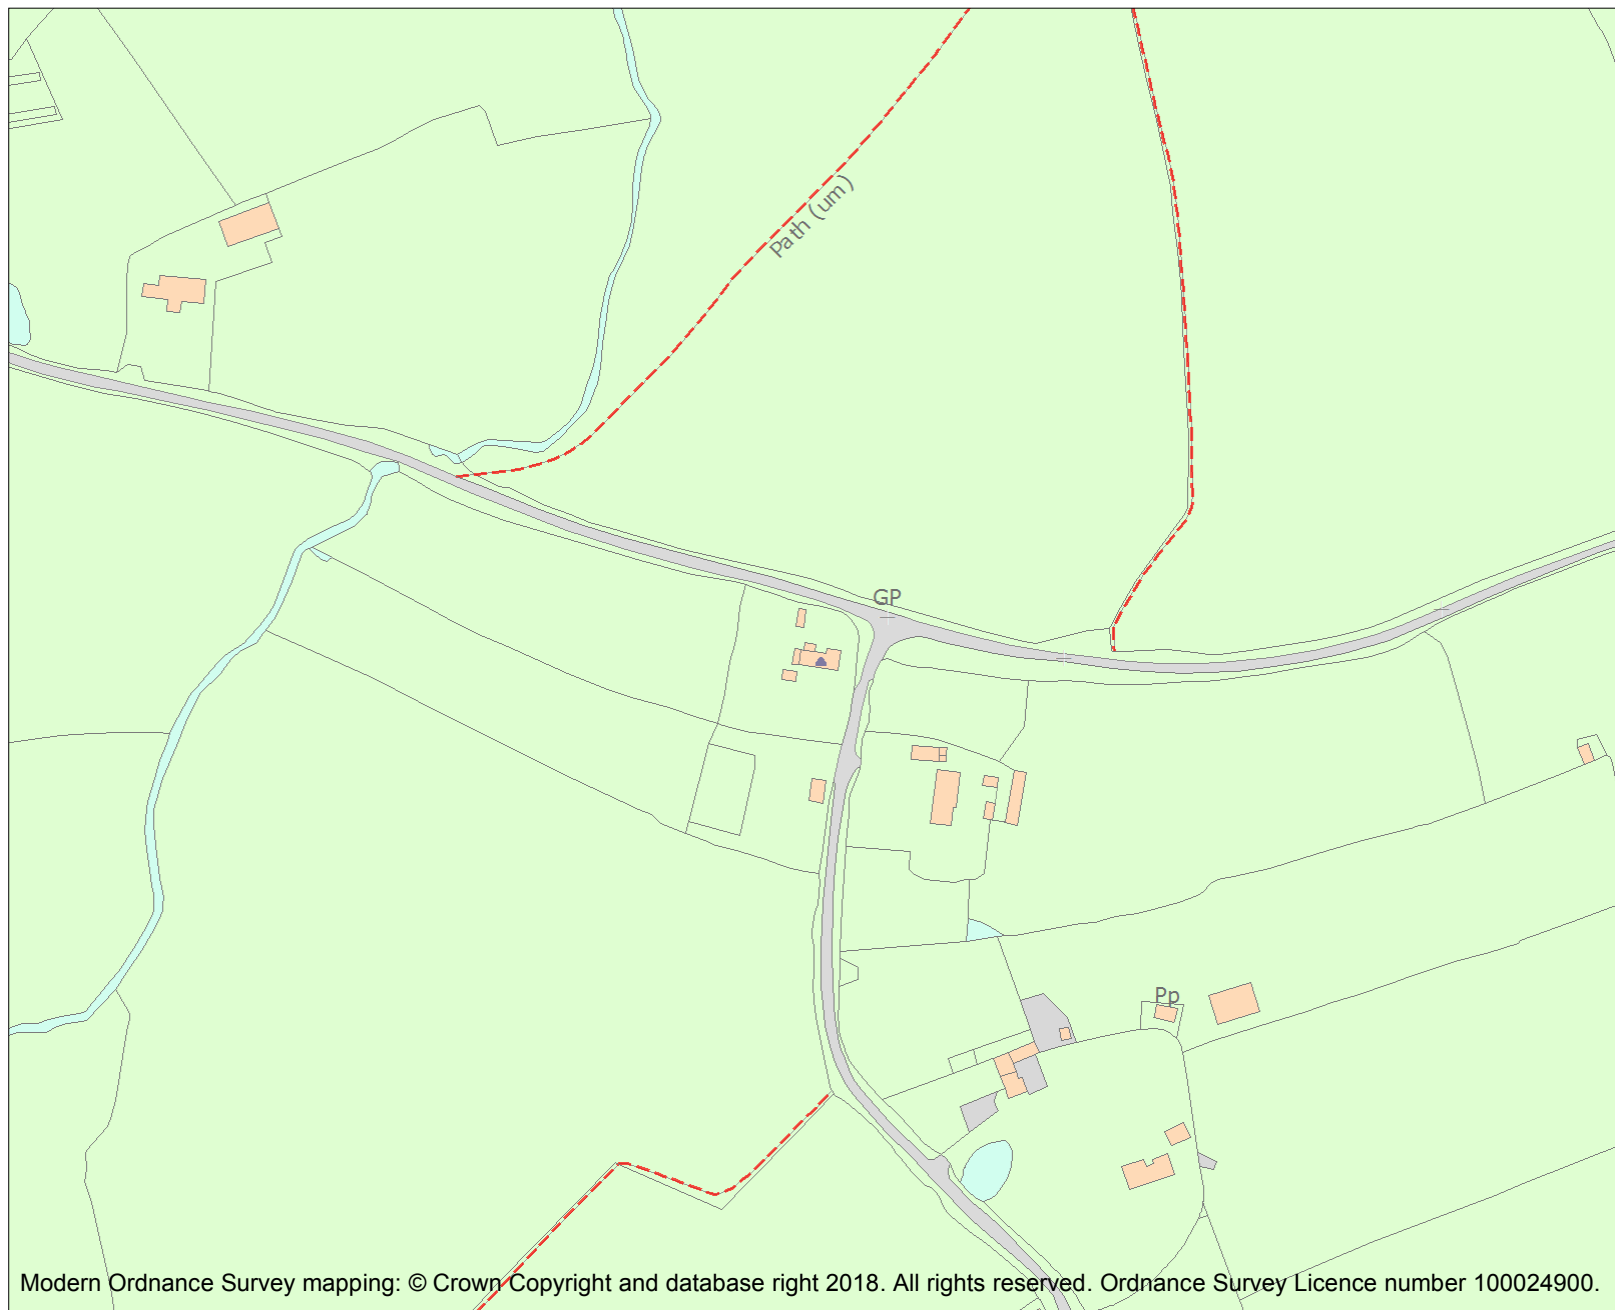 Path (um)
GP
Pp
Modern Ordnance Survey mapping: © Crown Copyright and database right 2018. All rights reserved. Ordnance Survey Licence number 100024900.